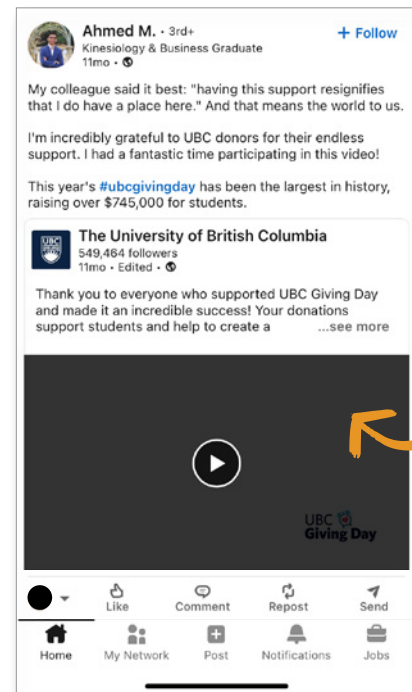 Ahmed M. • 3rd+
+ Follow
Kinesiology & Business Graduate
11mo •
My colleague said it best: "having this support resignifies
that I do have a place here." And that means the world to us.
I'm incredibly grateful to UBC donors for their endless
support. I had a fantastic time participating in this video!
This year's #ubcgivingday has been the largest in history,
raising over $745,000 for students.
UBC
The University of British Columbia
549,464 followers
11mo • Edited •
Thank you to everyone who supported UBC Giving Day
and made it an incredible success! Your donations
support students and help to create a ...see more
UBC
Giving Day
Like
Comment
Repost
Send
Home
My Network
Post
Notifications
Jobs